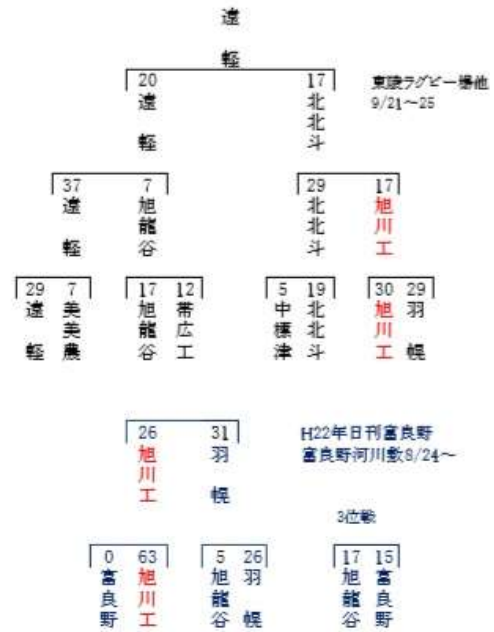 遠軽
20 17
遠軽 北北斗
東陵ラグビー場他
9/21～25
37 7 29 17
遠軽 旭龍谷 北北斗 旭川工
29 7 17 12 5 19 30 29
遠軽 美美農 旭龍谷 帯広工 中標津 北北斗 旭川工 羽幌
26 31
旭川工 羽幌
H22年日刊富良野
富良野河川敷8/24～
3位戦
0 63 5 26 17 15
富良野 旭川工 旭龍谷 羽幌 旭龍谷 富良野